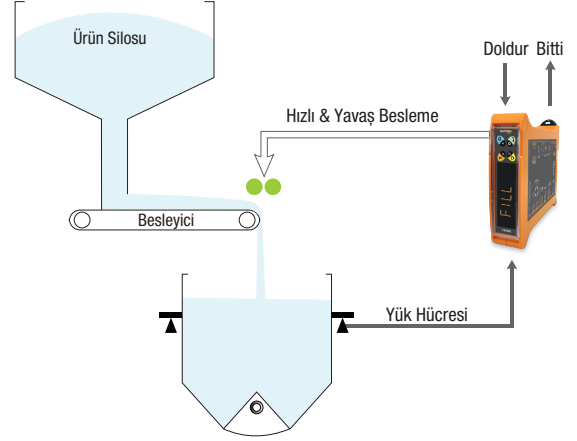 Ürün Silosu
Doldur Bitti
Hızlı & Yavaş Besleme
Besleyici
FILL
Yük Hücresi